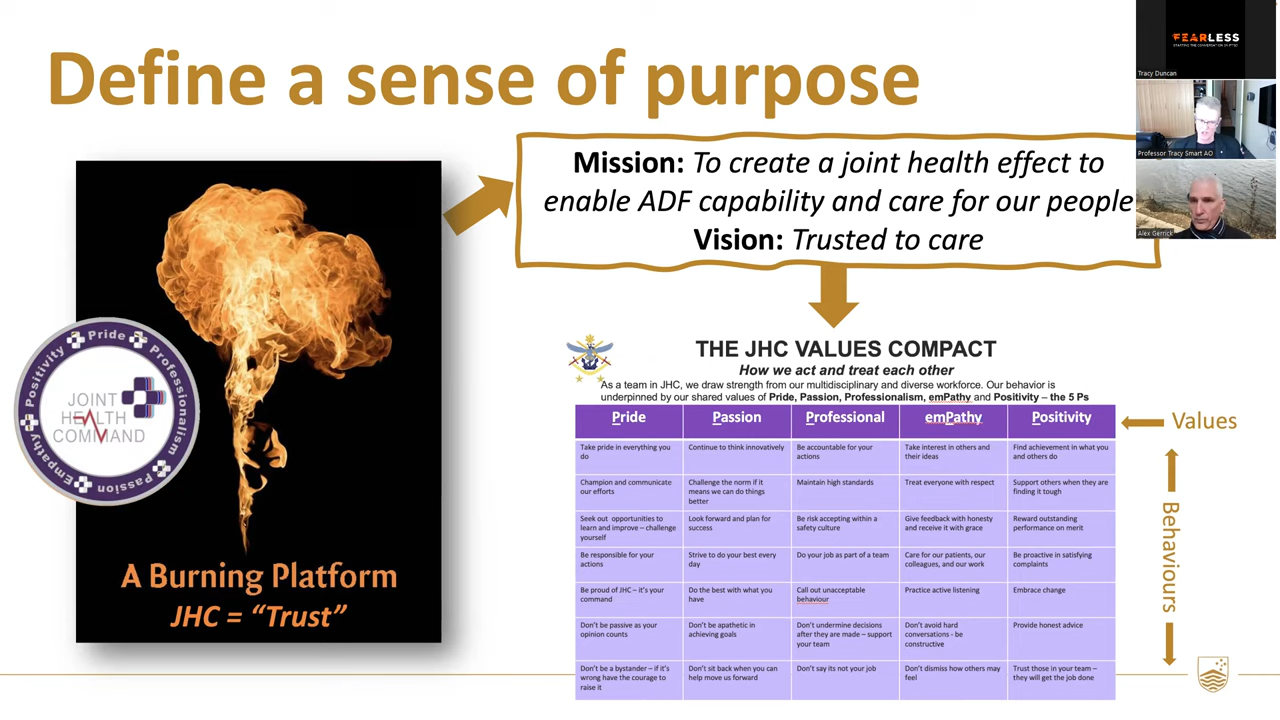 Define a sense of purpose
FEARLESS
STARTING THE CONVERSATION ON PTSD
Tracy Duncan
Professor Tracy Smart AO
Alex Gerrick
Mission: To create a joint health effect to
enable ADF capability and care for our people
Vision: Trusted to care
Positivity Pride Professionalism Empathy Passion
JOINT
HEALTH
COMMAND
A Burning Platform
JHC = “Trust”
THE JHC VALUES COMPACT
How we act and treat each other
As a team in JHC, we draw strength from our multidisciplinary and diverse workforce. Our behavior is
underpinned by our shared values of Pride, Passion, Professionalism, emPathy and Positivity – the 5 Ps
Pride Passion Professional emPathy Positivity
Values
Take pride in everything you
do
Continue to think innovatively
Be accountable for your
actions
Take interest in others and
their ideas
Find achievement in what you
and others do
Champion and communicate
our efforts
Challenge the norm if it
means we can do things
better
Maintain high standards
Treat everyone with respect
Support others when they are
finding it tough
Seek out opportunities to
learn and improve – challenge
yourself
Look forward and plan for
success
Be risk accepting within a
safety culture
Give feedback with honesty
and receive it with grace
Reward outstanding
performance on merit
Be responsible for your
actions
Strive to do your best every
day
Do your job as part of a team
Care for our patients, our
colleagues, and our work
Be proactive in satisfying
complaints
Be proud of JHC – it’s your
command
Do the best with what you
have
Call out unacceptable
behaviour
Practice active listening
Embrace change
Don’t be passive as your
opinion counts
Don’t be apathetic in
achieving goals
Don’t undermine decisions
after they are made – support
your team
Don’t avoid hard
conversations - be
constructive
Provide honest advice
Don’t be a bystander – if it’s
wrong have the courage to
raise it
Don’t sit back when you can
help move us forward
Don’t say its not your job
Don’t dismiss how others may
feel
Trust those in your team –
they will get the job done
Behaviours